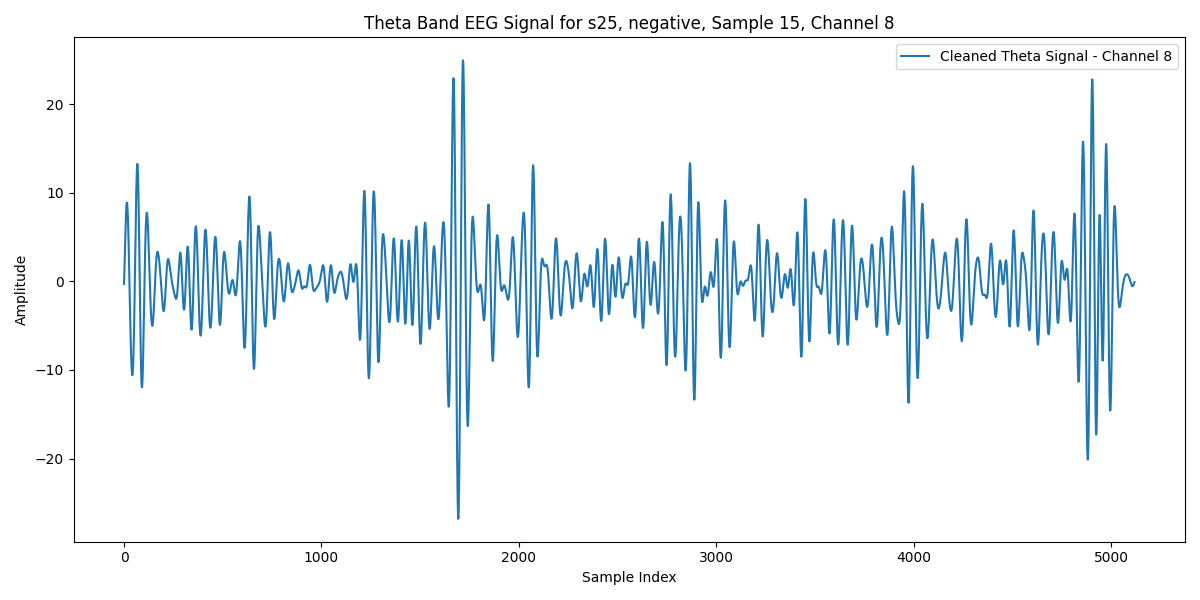 Theta Band EEG Signal for s25, negative, Sample 15, Channel 8
Cleaned Theta Signal - Channel 8
20
10
0
−10
−20
Amplitude
0 1000 2000 3000 4000 5000
Sample Index